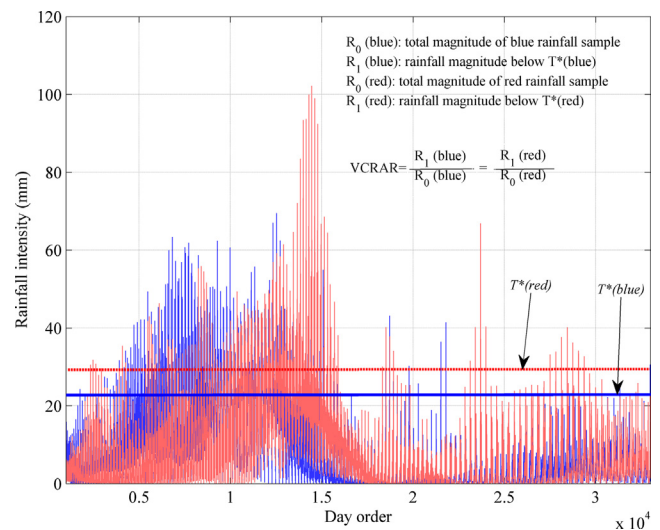 R0 (blue): total magnitude of blue rainfall sample
R1 (blue): rainfall magnitude below T*(blue)
R0 (red): total magnitude of red rainfall sample
R1 (red): rainfall magnitude below T*(red)
VCRAR= R1 (blue) / R0 (blue) = R1 (red) / R0 (red)
T*(red)
T*(blue)
Rainfall intensity (mm)
120
100
80
60
40
20
0
0.5 1 1.5 2 2.5 3
x 10^4
Day order